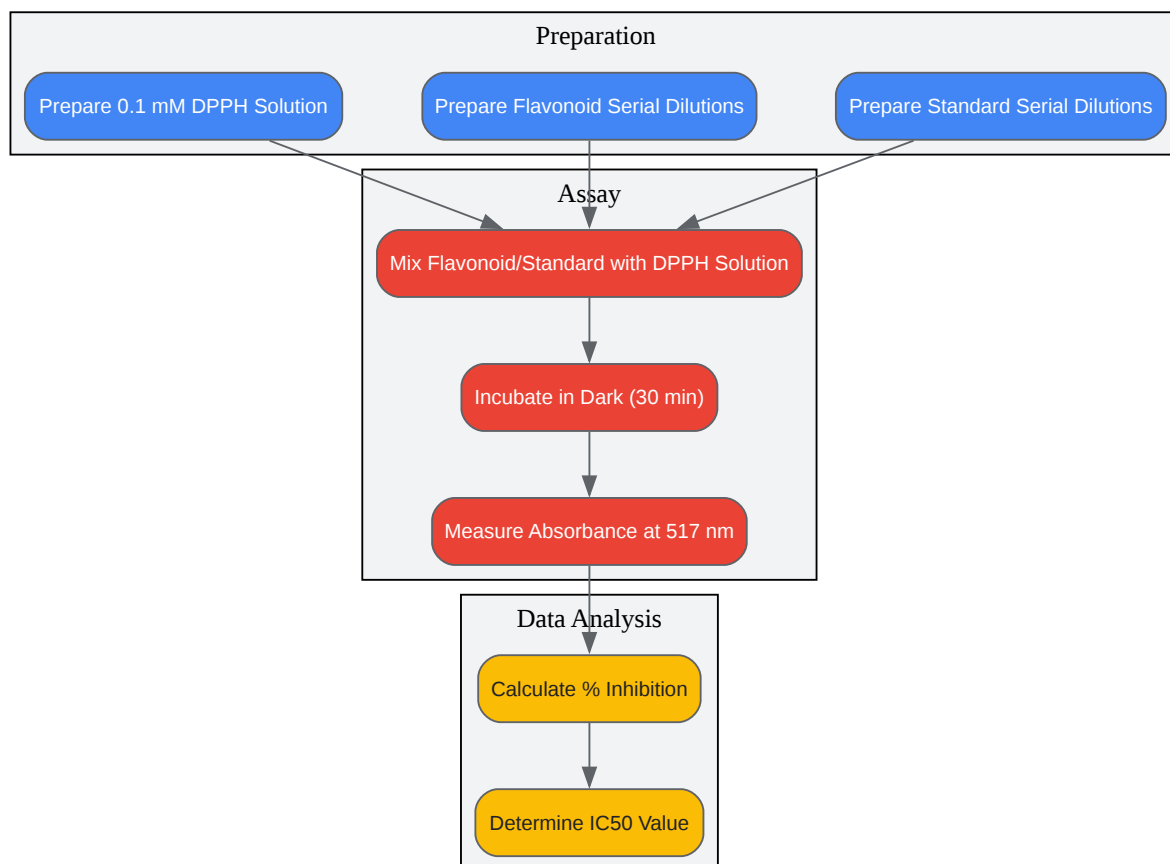 Preparation
Prepare 0.1 mM DPPH Solution
Prepare Flavonoid Serial Dilutions
Prepare Standard Serial Dilutions
Assay
Mix Flavonoid/Standard with DPPH Solution
Incubate in Dark (30 min)
Measure Absorbance at 517 nm
Data Analysis
Calculate % Inhibition
Determine IC50 Value